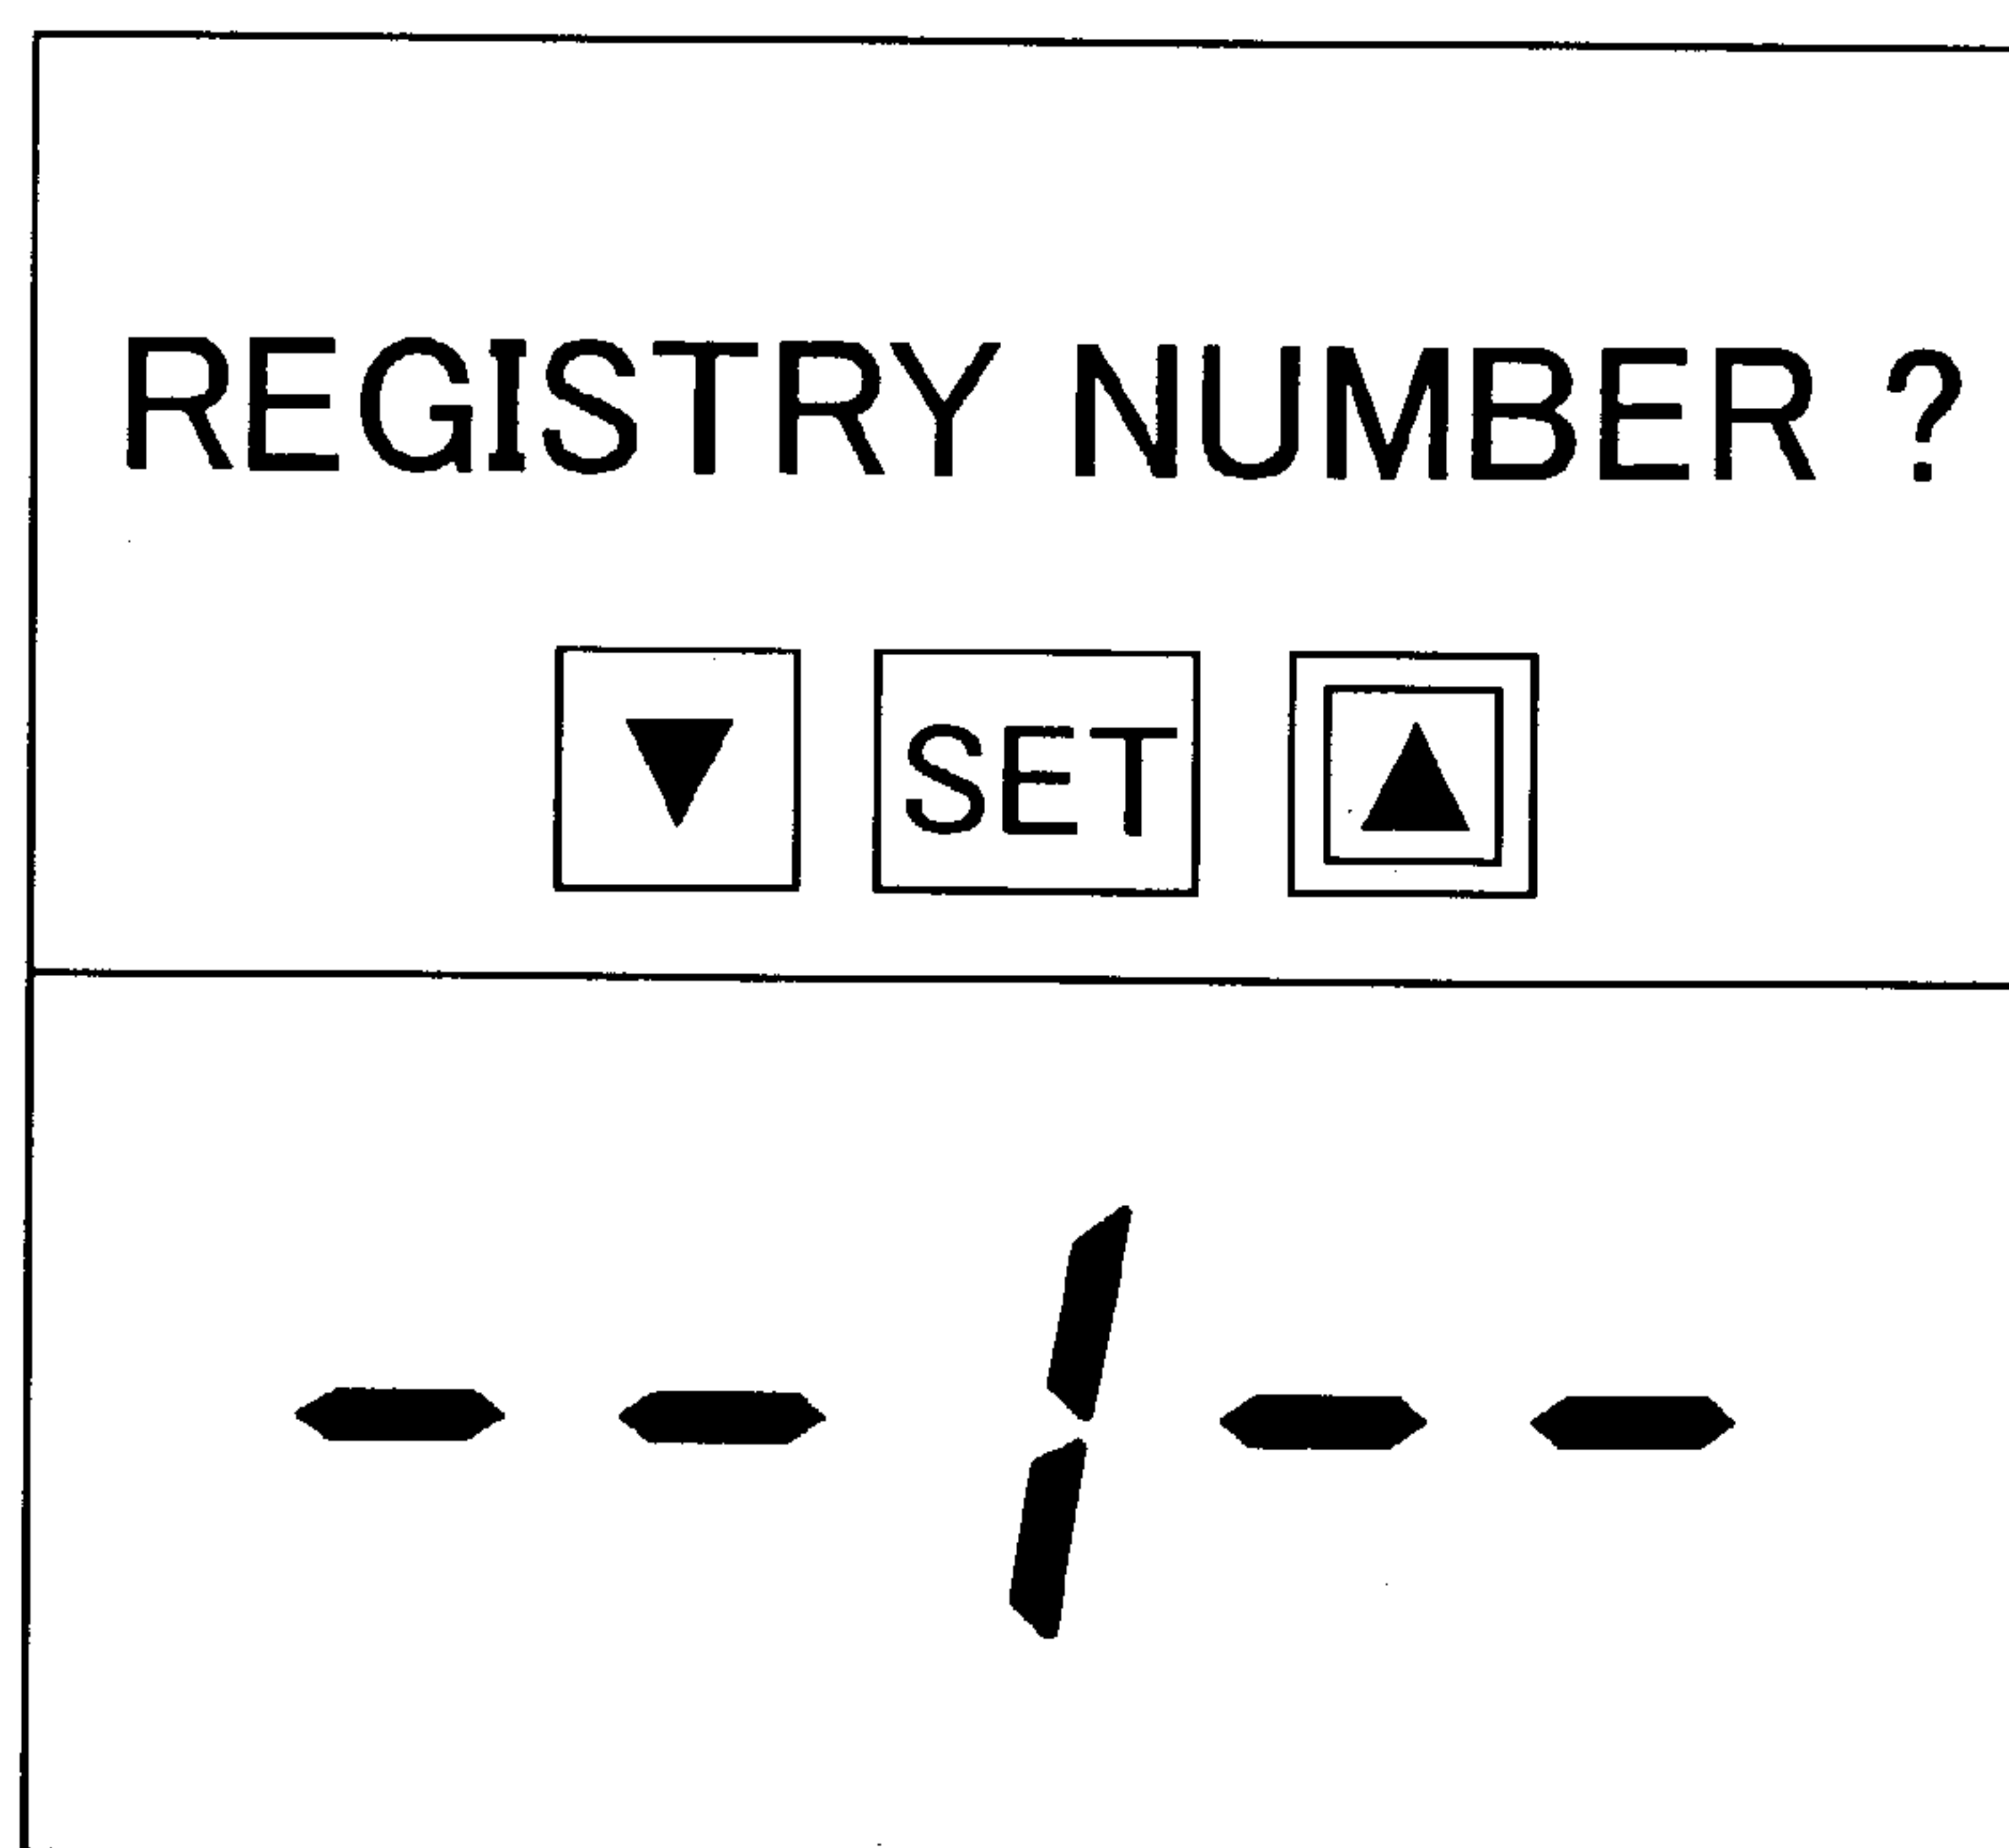 REGISTRY NUMBER ?
▼ SET ▲
--1--